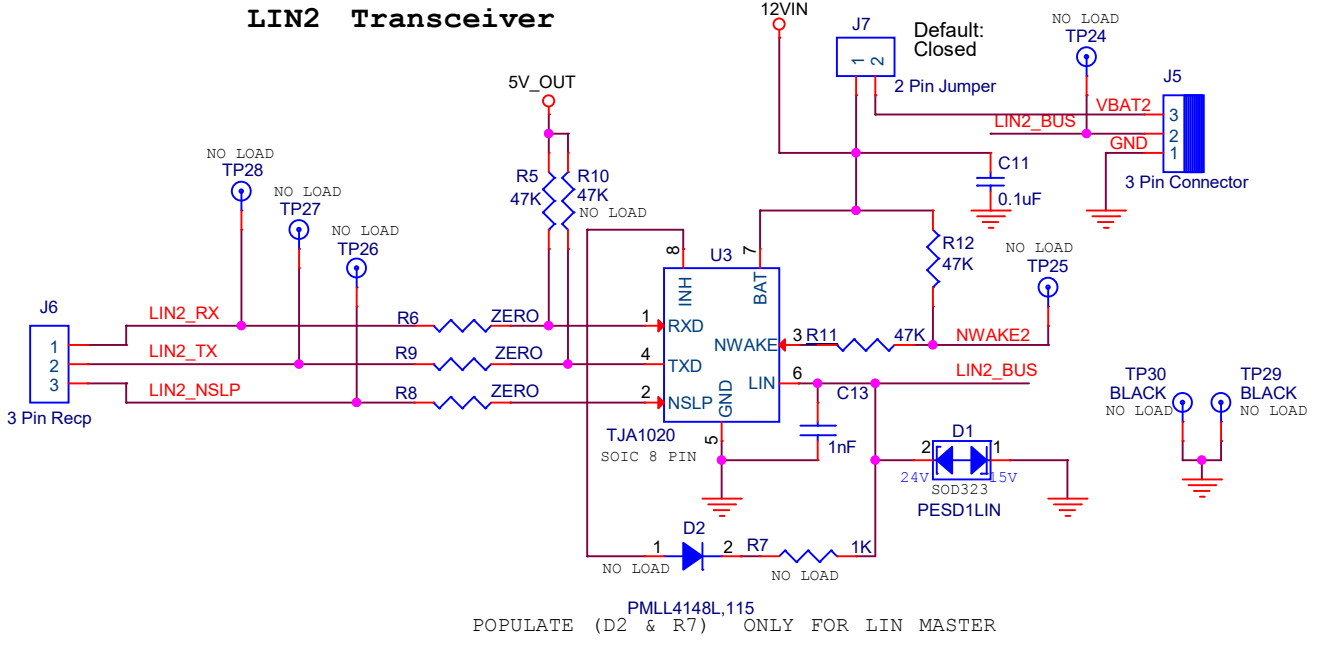 LIN2 Transceiver
12VIN
J7
Default:
Closed
1
2
2 Pin Jumper
NO LOAD
TP24
J5
VBAT2
3
LIN2_BUS
2
GND
1
3 Pin Connector
5V_OUT
R5
47K
R10
47K
NO LOAD
C11
0.1uF
NO LOAD
TP28
NO LOAD
TP27
NO LOAD
TP26
8
U3
7
R12
47K
NO LOAD
TP25
J6
1
2
3
3 Pin Recp
LIN2_RX
R6
ZERO
1
RXD
LIN2_TX
R9
ZERO
4
TXD
LIN2_NSLP
R8
ZERO
2
NSLP
INH
BAT
NWAKE
3
R11
47K
NWAKE2
LIN
6
LIN2_BUS
GND
5
TJA1020
SOIC 8 PIN
C13
1nF
D1
2
1
24V
15V
SOD323
PESD1LIN
TP30
BLACK
NO LOAD
TP29
BLACK
NO LOAD
D2
1
2
NO LOAD
R7
1K
NO LOAD
PMLL4148L,115
POPULATE (D2 & R7) ONLY FOR LIN MASTER